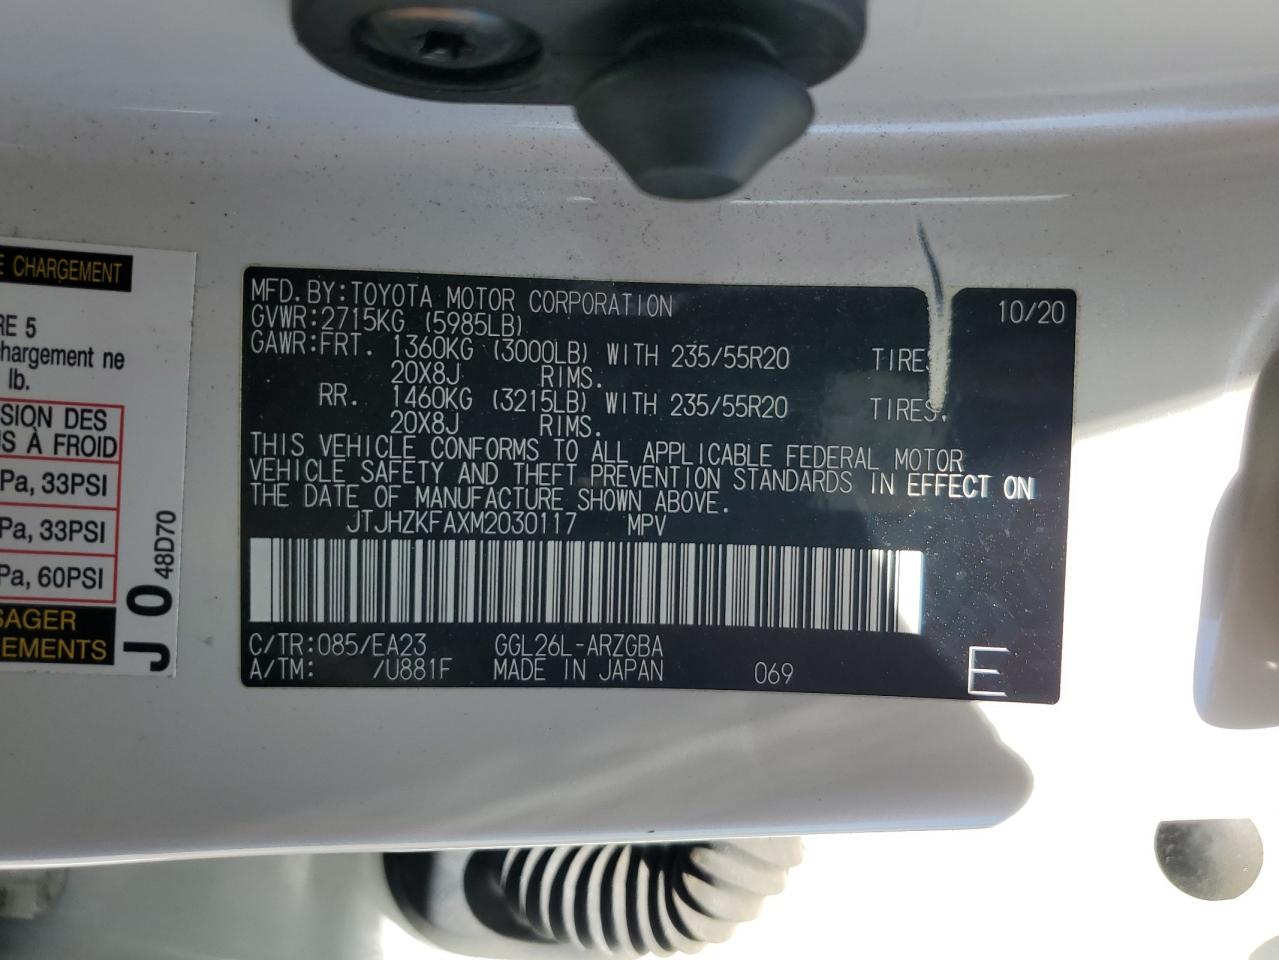 E CHARGEMENT
RE 5
chargement ne
lb.
SION DES
S À FROID
Pa, 33PSI
Pa, 33PSI
Pa, 60PSI
SAGER
EMENTS
J 0 48D70
MFD.BY:TOYOTA MOTOR CORPORATION 10/20
GVWR:2715KG (5985LB)
GAWR:FRT. 1360KG (3000LB) WITH 235/55R20 TIRES,
20X8J RIMS.
RR. 1460KG (3215LB) WITH 235/55R20 TIRES,
20X8J RIMS.
THIS VEHICLE CONFORMS TO ALL APPLICABLE FEDERAL MOTOR
VEHICLE SAFETY AND THEFT PREVENTION STANDARDS IN EFFECT ON
THE DATE OF MANUFACTURE SHOWN ABOVE.
JTJHZKFAXM2030117 MPV
C/TR:085/EA23 GGL26L-ARZGBA
A/TM: /U881F MADE IN JAPAN 069 E